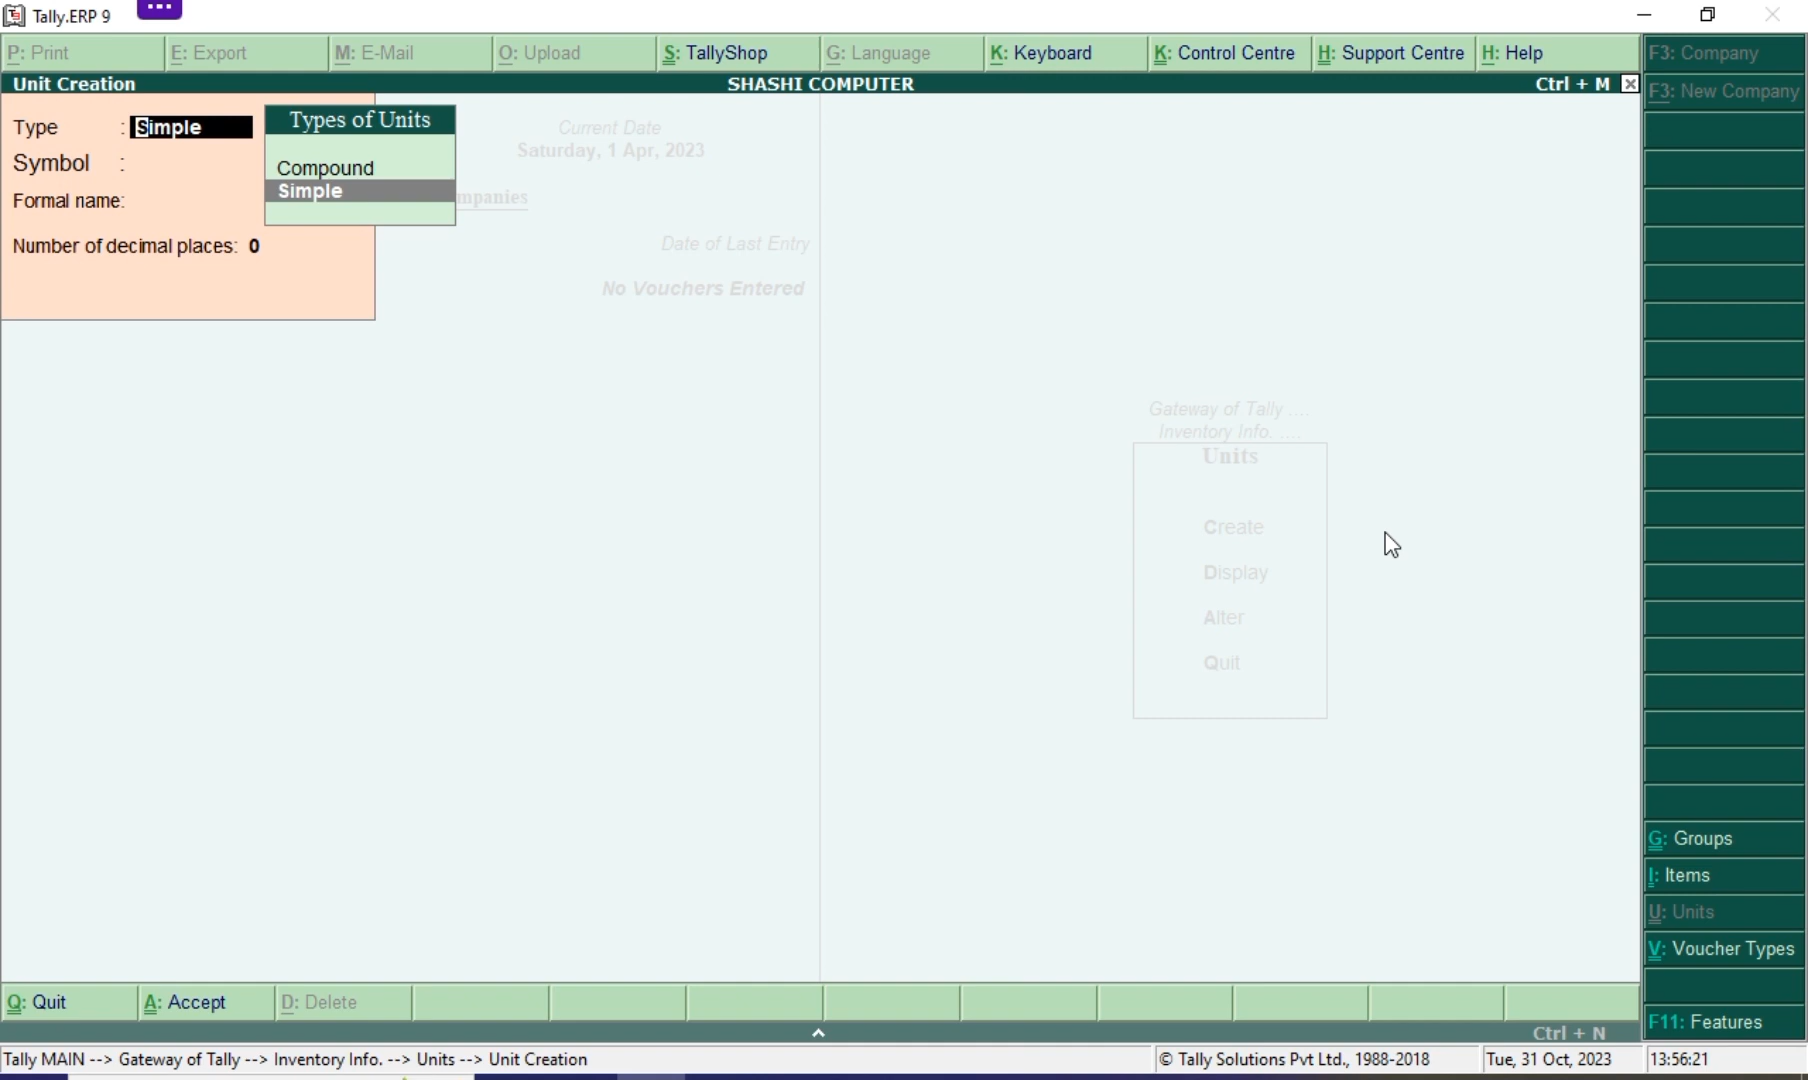 Tally.ERP 9
P: Print
E: Export
M: E-Mail
O: Upload
S: TallyShop
G: Language
K: Keyboard
K: Control Centre
H: Support Centre
H: Help
Unit Creation
SHASHI COMPUTER
Ctrl + M
Type : Simple
Symbol :
Formal name:
Number of decimal places: 0
Types of Units
Compound
Simple
Current Date
Saturday, 1 Apr, 2023
mpanies
Date of Last Entry
No Vouchers Entered
Gateway of Tally ....
Inventory Info. ....
Units
Create
Display
Alter
Quit
F3: Company
F3: New Company
G: Groups
I: Items
U: Units
V: Voucher Types
F11: Features
Q: Quit
A: Accept
D: Delete
Ctrl + N
Tally MAIN --> Gateway of Tally --> Inventory Info. --> Units --> Unit Creation
© Tally Solutions Pvt Ltd., 1988-2018
Tue, 31 Oct, 2023
13:56:21